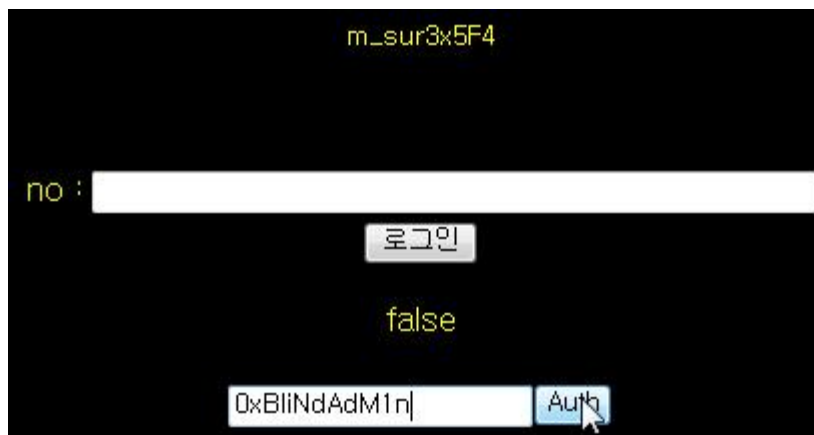 m_sur3x5F4
no :
로그인
false
0xBliNdAdM1n Auth